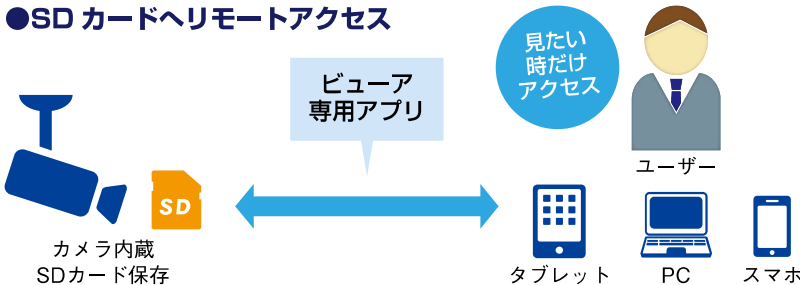 ●SDカードへリモートアクセス
ビューア
専用アプリ
見たい
時だけ
アクセス
ユーザー
SD
カメラ内蔵
SDカード保存
タブレット
PC
スマホ